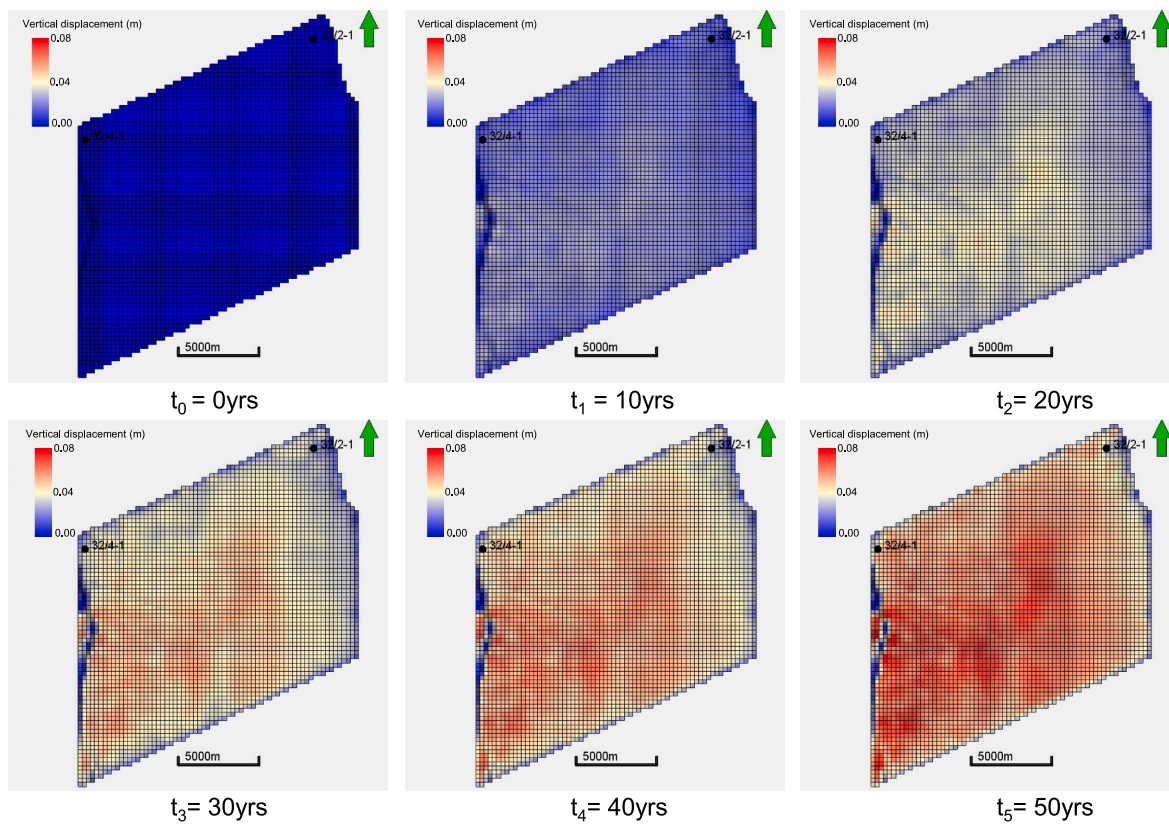 Vertical displacement (m)
0.08
0.04
0.00
32/2-1
32/4-1
5000m
t0 = 0yrs
Vertical displacement (m)
0.08
0.04
0.00
32/2-1
32/4-1
5000m
t1 = 10yrs
Vertical displacement (m)
0.08
0.04
0.00
32/2-1
32/4-1
5000m
t2= 20yrs
Vertical displacement (m)
0.08
0.04
0.00
32/2-1
32/4-1
5000m
t3= 30yrs
Vertical displacement (m)
0.08
0.04
0.00
32/2-1
32/4-1
5000m
t4= 40yrs
Vertical displacement (m)
0.08
0.04
0.00
32/2-1
32/4-1
5000m
t5= 50yrs